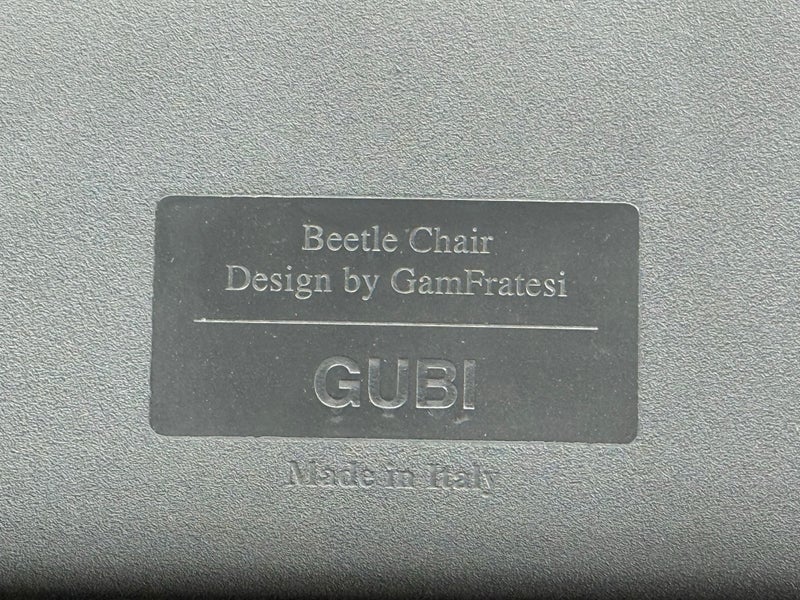 Beetle Chair
Design by GamFratesi
GUBI
Made in Italy